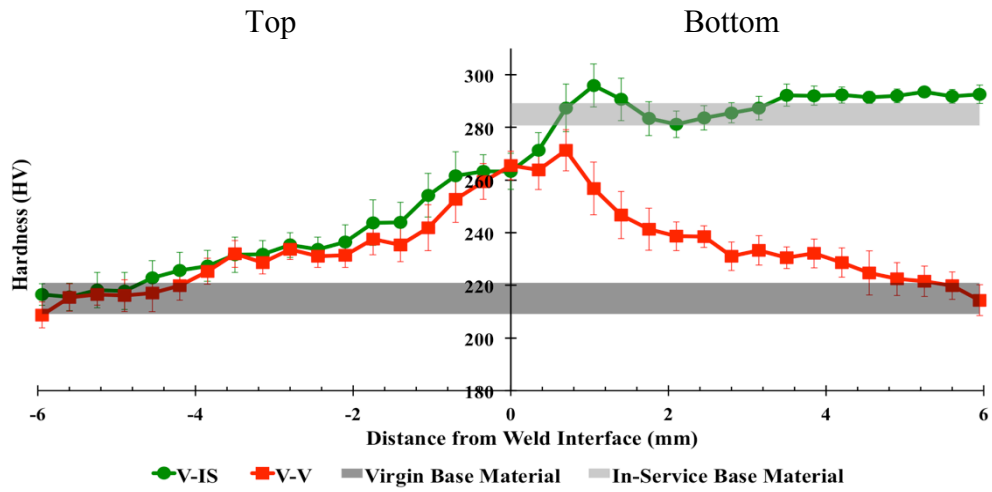 Top Bottom
300
280
260
240
220
200
180
Hardness (HV)
-6 -4 -2 0 2 4 6
Distance from Weld Interface (mm)
V-IS V-V Virgin Base Material In-Service Base Material